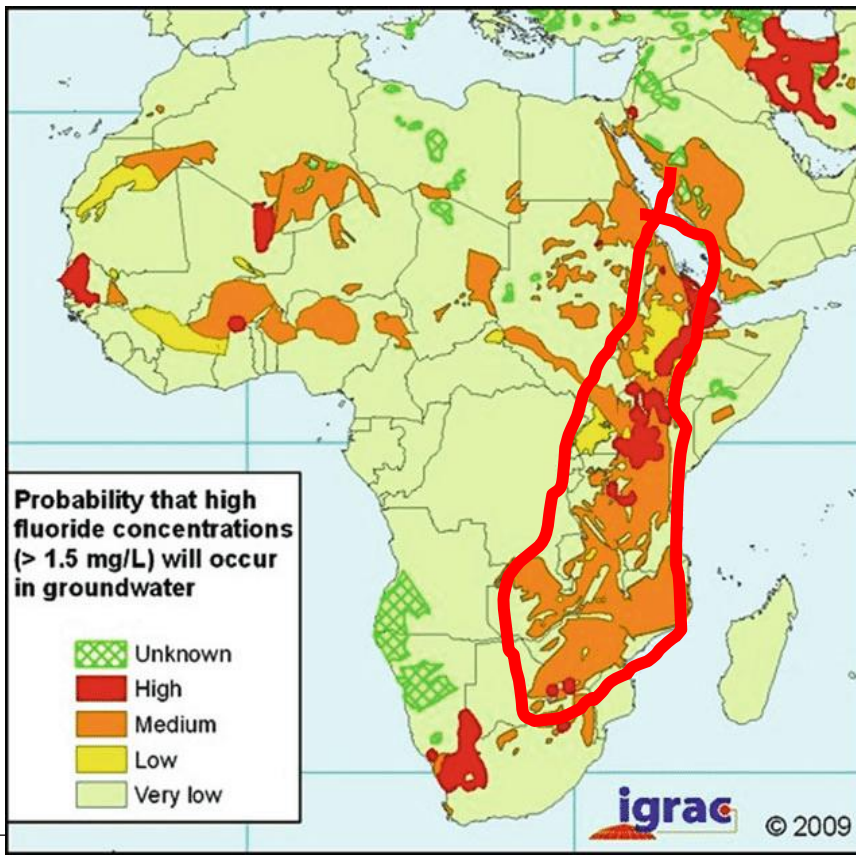 Probability that high
fluoride concentrations
(> 1.5 mg/L) will occur
in groundwater
Unknown
High
Medium
Low
Very low
igrac
© 2009